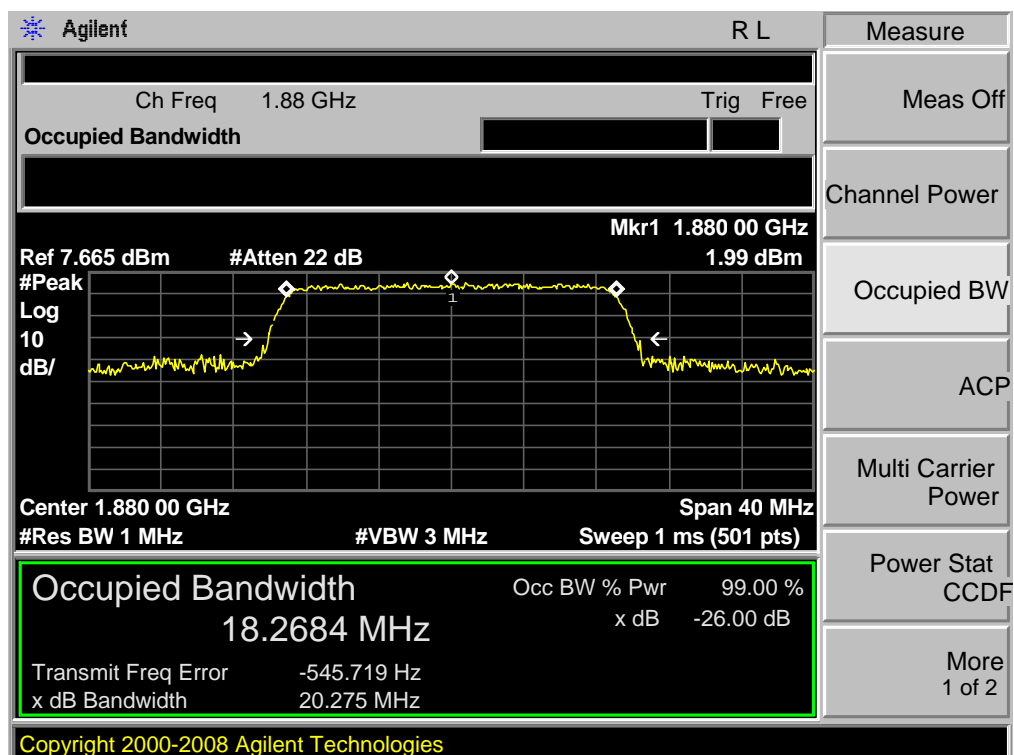 Agilent R L
Ch Freq 1.88 GHz Trig Free
Occupied Bandwidth
Mkr1 1.880 00 GHz
Ref 7.665 dBm #Atten 22 dB 1.99 dBm
#Peak
Log
10
dB/
1
Center 1.880 00 GHz Span 40 MHz
#Res BW 1 MHz #VBW 3 MHz Sweep 1 ms (501 pts)
Occupied Bandwidth Occ BW % Pwr 99.00 %
18.2684 MHz x dB -26.00 dB
Transmit Freq Error -545.719 Hz
x dB Bandwidth 20.275 MHz
Copyright 2000-2008 Agilent Technologies
Measure
Meas Off
Channel Power
Occupied BW
ACP
Multi Carrier
Power
Power Stat
CCDF
More
1 of 2